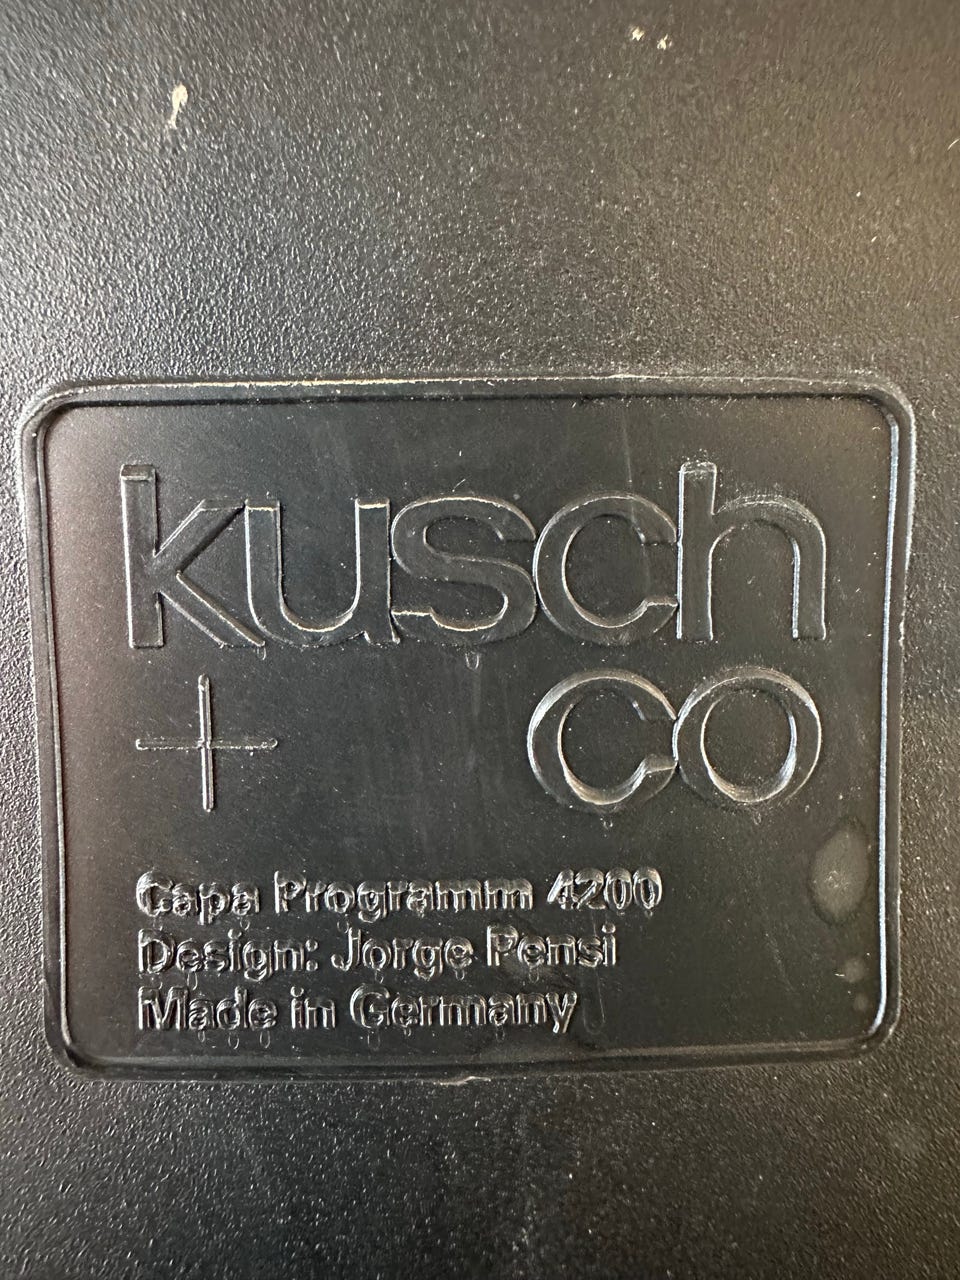 kusch
+ co
Capa Programm 4200
Design: Jorge Pensi
Made in Germany